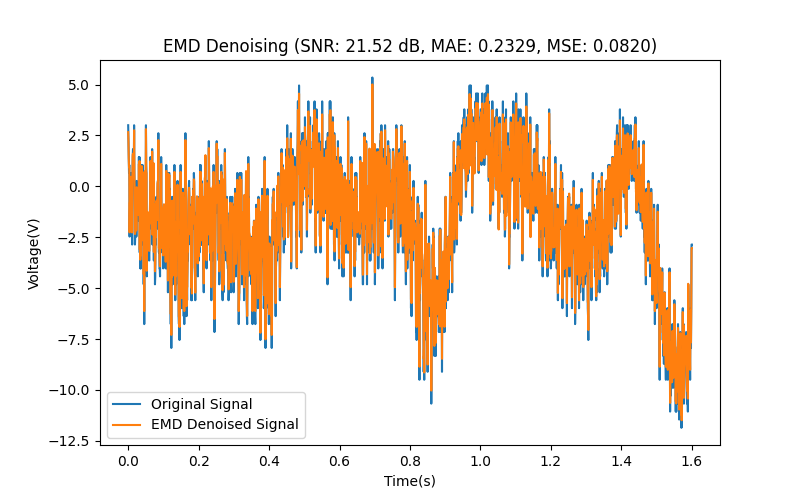 EMD Denoising (SNR: 21.52 dB, MAE: 0.2329, MSE: 0.0820)
5.0
2.5
0.0
−2.5
−5.0
−7.5
−10.0
−12.5
Voltage(V)
Original Signal
EMD Denoised Signal
0.0 0.2 0.4 0.6 0.8 1.0 1.2 1.4 1.6
Time(s)